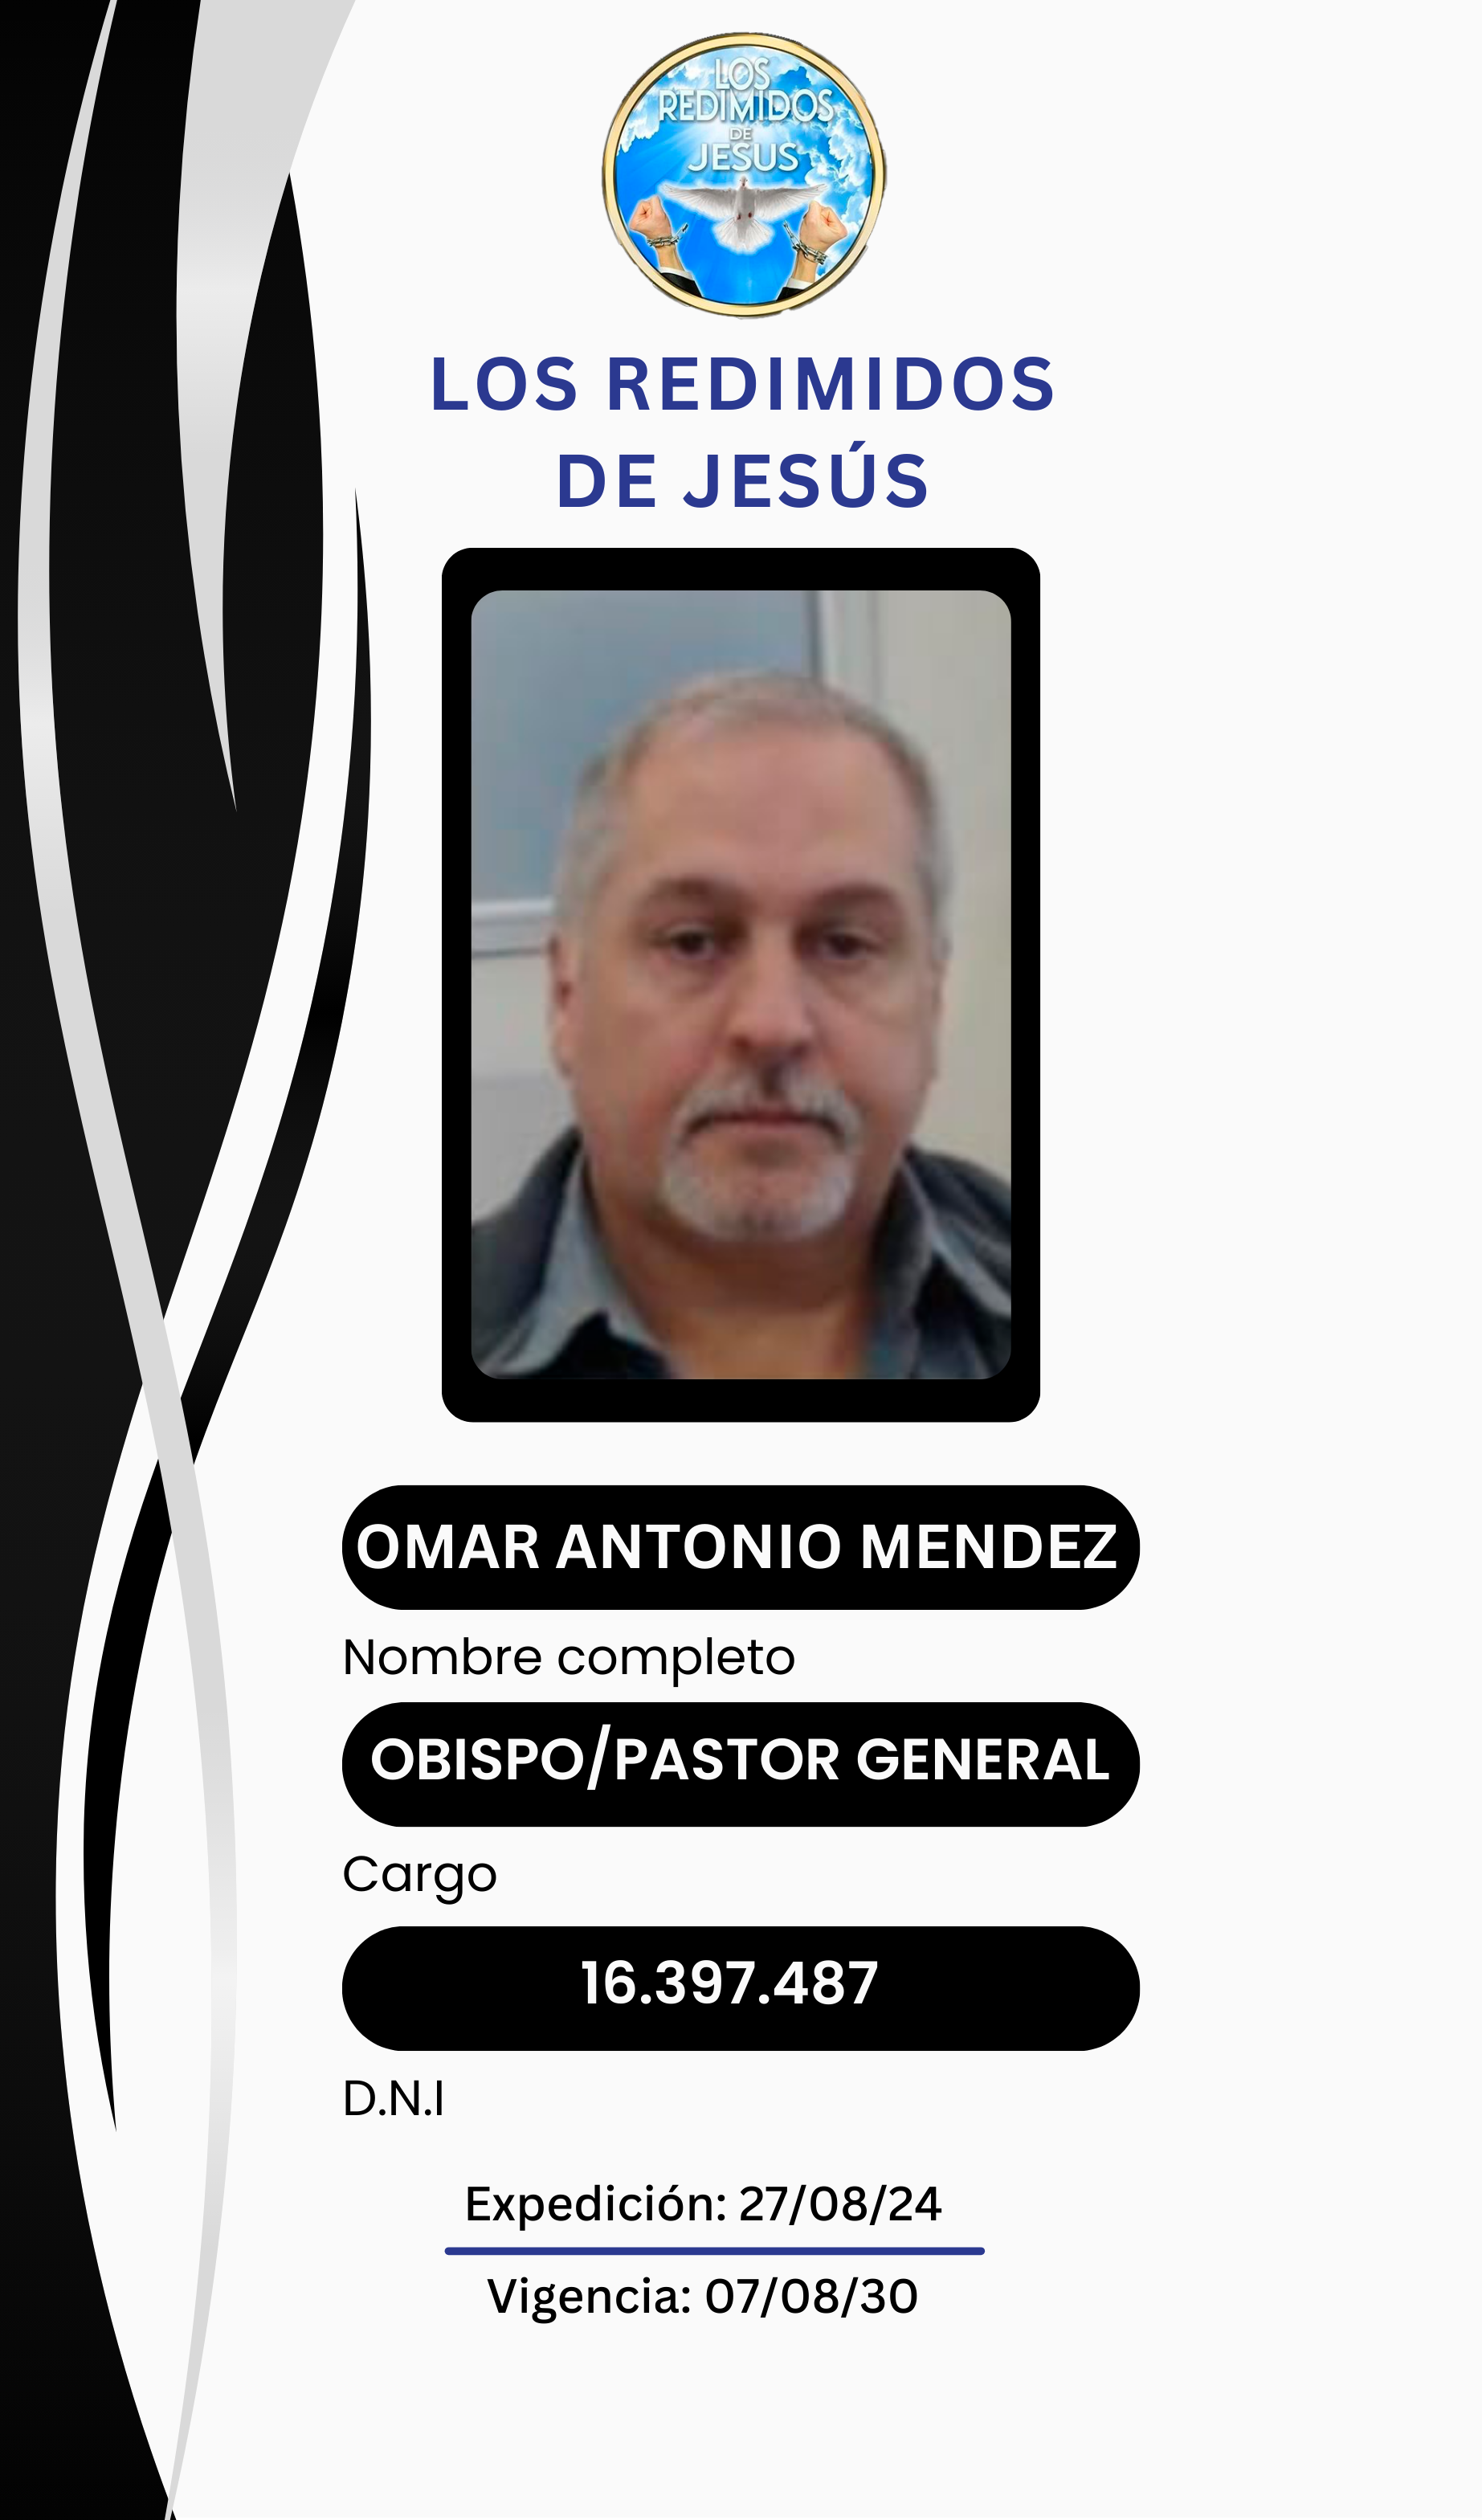 LOS
REDIMIDOS
DE
JESUS
LOS REDIMIDOS
DE JESÚS
OMAR ANTONIO MENDEZ
Nombre completo
OBISPO/PASTOR GENERAL
Cargo
16.397.487
D.N.I
Expedición: 27/08/24
Vigencia: 07/08/30